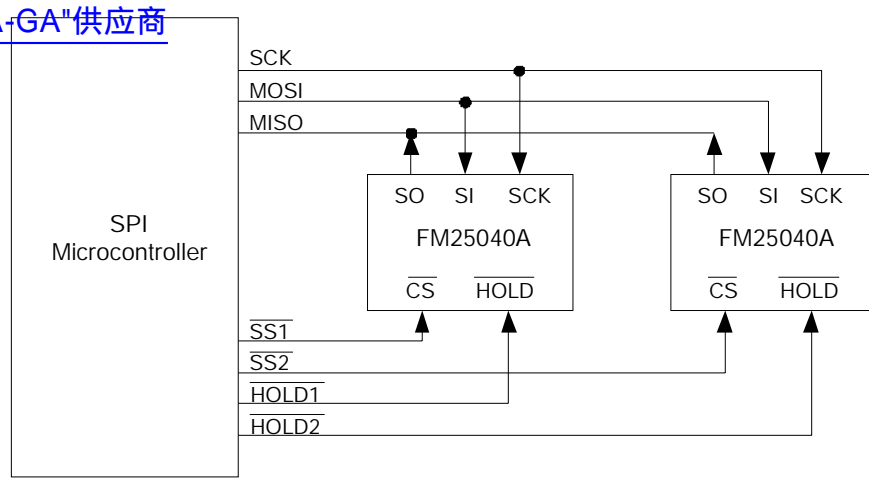 A-GA"供应商
SCK
MOSI
MISO
SO SI SCK
SO SI SCK
SPI
Microcontroller
FM25040A
FM25040A
CS HOLD
CS HOLD
SS1
SS2
HOLD1
HOLD2